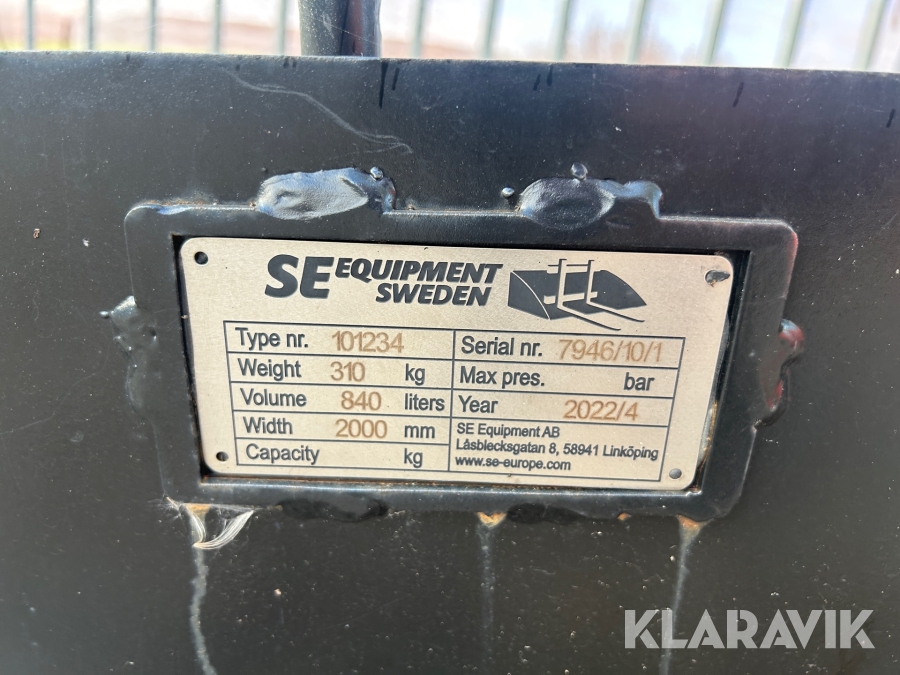 SE EQUIPMENT
SWEDEN
Type nr. 101234
Serial nr. 7946/10/1
Weight 310 kg
Max pres. bar
Volume 840 liters
Year 2022/4
Width 2000 mm
SE Equipment AB
Låsblecksgatan 8, 58941 Linköping
www.se-europe.com
Capacity kg
KLARAVIK